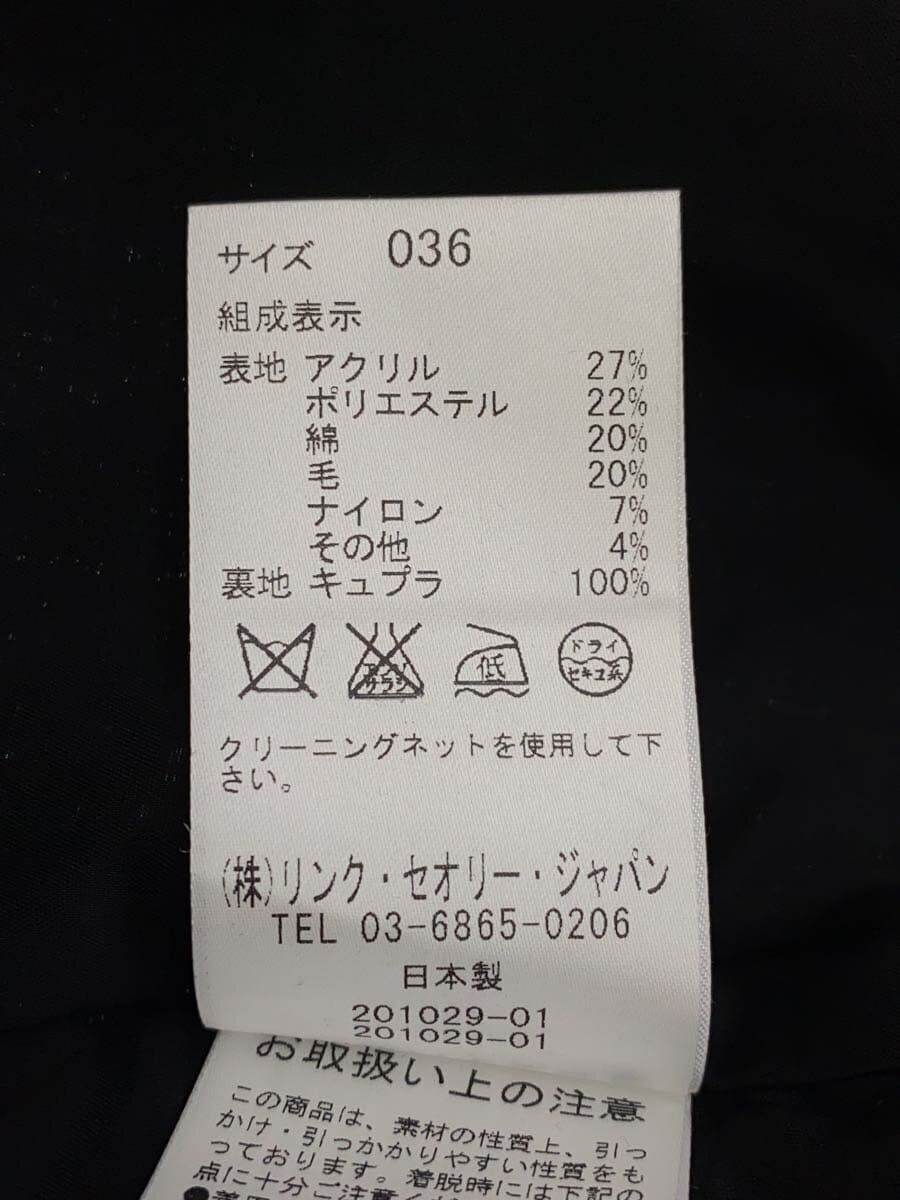 サイズ 036
組成表示
表地 アクリル 27%
ポリエステル 22%
綿 20%
毛 20%
ナイロン 7%
その他 4%
裏地 キュプラ 100%
エンソ サラシ 低 ドライ セキユ系
クリーニングネットを使用して下
さい。
(株)リンク・セオリー・ジャパン
TEL 03-6865-0206
日本製
201029-01
201029-01
お取扱い上の注意
この商品は、素材の性質上、引っ
かけ・引っかかりやすい性質をも
っております。着脱時には下記の
点に十分ご注意く